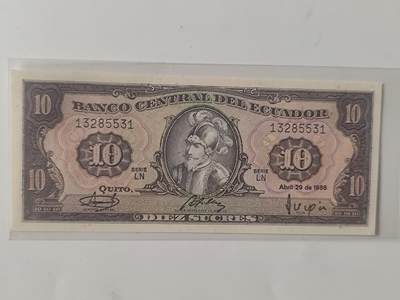 10 10
BANCO CENTRAL DEL ECUADOR
13285531 13285531
10 10
SERIE LN SERIE LN
QUITO, Abril 29 de 1986
10 10
DIEZ SUCRES